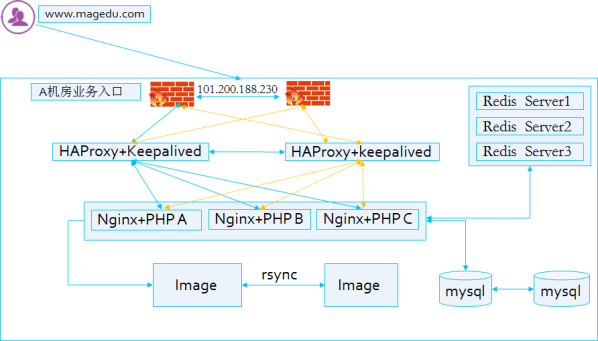 www.magedu.com
A机房业务入口
101.200.188.230
Redis Server1
Redis Server2
Redis Server3
HAProxy+Keepalived
HAProxy+keepalived
Nginx+PHP A
Nginx+PHP B
Nginx+PHP C
Image
rsync
Image
mysql
mysql